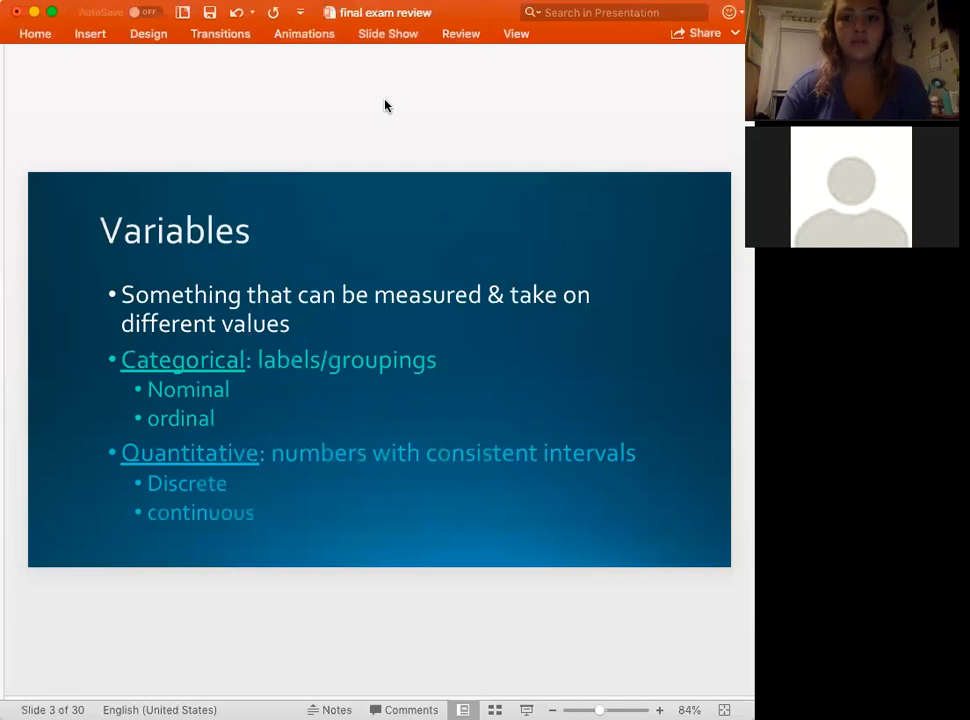 AutoSave OFF
final exam review
Search in Presentation
Home Insert Design Transitions Animations Slide Show Review View Share
Variables
• Something that can be measured & take on
different values
• Categorical: labels/groupings
• Nominal
• ordinal
• Quantitative: numbers with consistent intervals
• Discrete
• continuous
Slide 3 of 30 English (United States) Notes Comments 84%